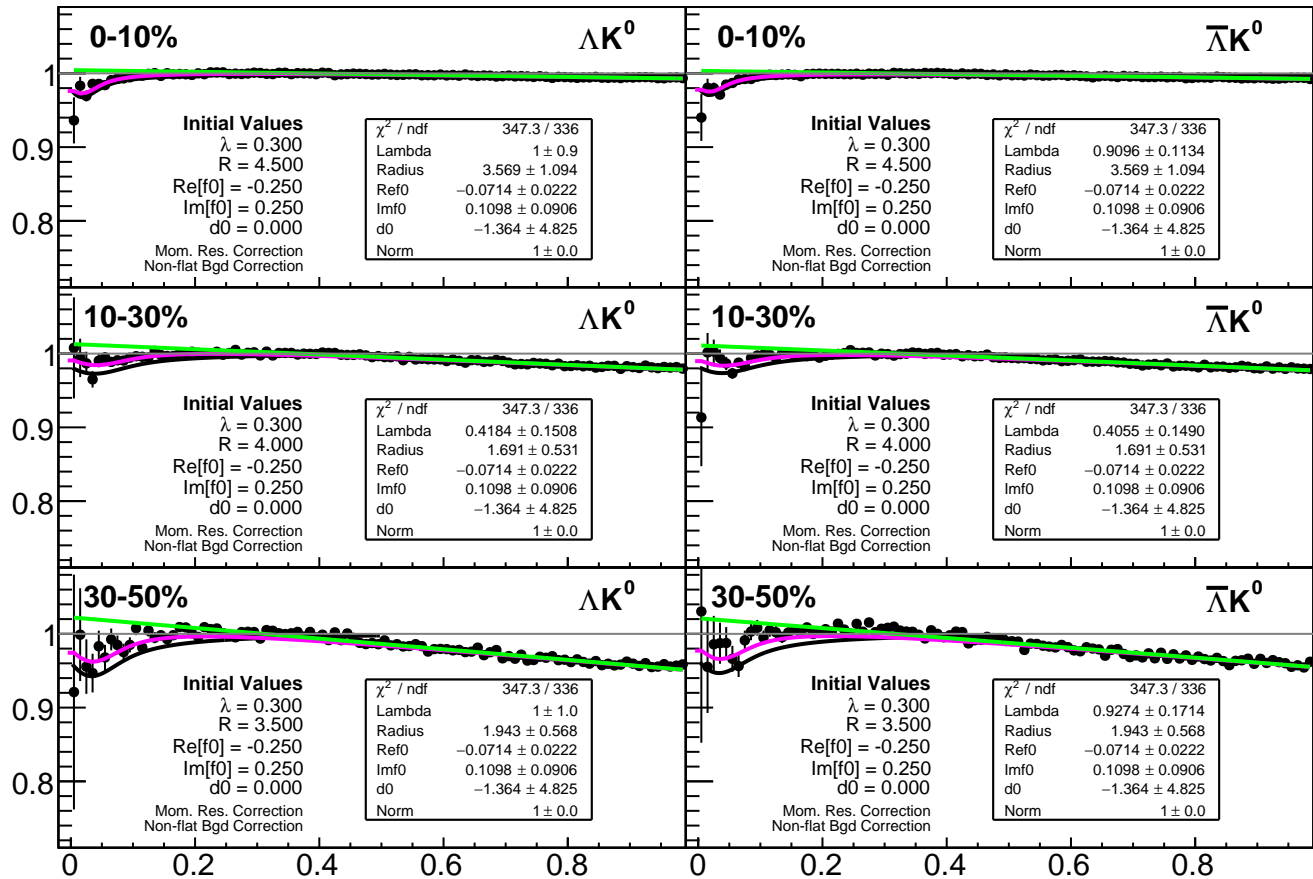 0-10%
ΛK⁰
1
0.9
0.8
Initial Values
λ = 0.300
R = 4.500
Re[f0] = -0.250
Im[f0] = 0.250
d0 = 0.000
Mom. Res. Correction
Non-flat Bgd Correction
χ² / ndf 347.3 / 336
Lambda 1 ± 0.9
Radius 3.569 ± 1.094
Ref0 −0.0714 ± 0.0222
Imf0 0.1098 ± 0.0906
d0 −1.364 ± 4.825
Norm 1 ± 0.0
0-10%
Λ̅K⁰
Initial Values
λ = 0.300
R = 4.500
Re[f0] = -0.250
Im[f0] = 0.250
d0 = 0.000
Mom. Res. Correction
Non-flat Bgd Correction
χ² / ndf 347.3 / 336
Lambda 0.9096 ± 0.1134
Radius 3.569 ± 1.094
Ref0 −0.0714 ± 0.0222
Imf0 0.1098 ± 0.0906
d0 −1.364 ± 4.825
Norm 1 ± 0.0
10-30%
ΛK⁰
1
0.9
0.8
Initial Values
λ = 0.300
R = 4.000
Re[f0] = -0.250
Im[f0] = 0.250
d0 = 0.000
Mom. Res. Correction
Non-flat Bgd Correction
χ² / ndf 347.3 / 336
Lambda 0.4184 ± 0.1508
Radius 1.691 ± 0.531
Ref0 −0.0714 ± 0.0222
Imf0 0.1098 ± 0.0906
d0 −1.364 ± 4.825
Norm 1 ± 0.0
10-30%
Λ̅K⁰
Initial Values
λ = 0.300
R = 4.000
Re[f0] = -0.250
Im[f0] = 0.250
d0 = 0.000
Mom. Res. Correction
Non-flat Bgd Correction
χ² / ndf 347.3 / 336
Lambda 0.4055 ± 0.1490
Radius 1.691 ± 0.531
Ref0 −0.0714 ± 0.0222
Imf0 0.1098 ± 0.0906
d0 −1.364 ± 4.825
Norm 1 ± 0.0
30-50%
ΛK⁰
1
0.9
0.8
Initial Values
λ = 0.300
R = 3.500
Re[f0] = -0.250
Im[f0] = 0.250
d0 = 0.000
Mom. Res. Correction
Non-flat Bgd Correction
χ² / ndf 347.3 / 336
Lambda 1 ± 1.0
Radius 1.943 ± 0.568
Ref0 −0.0714 ± 0.0222
Imf0 0.1098 ± 0.0906
d0 −1.364 ± 4.825
Norm 1 ± 0.0
30-50%
Λ̅K⁰
Initial Values
λ = 0.300
R = 3.500
Re[f0] = -0.250
Im[f0] = 0.250
d0 = 0.000
Mom. Res. Correction
Non-flat Bgd Correction
χ² / ndf 347.3 / 336
Lambda 0.9274 ± 0.1714
Radius 1.943 ± 0.568
Ref0 −0.0714 ± 0.0222
Imf0 0.1098 ± 0.0906
d0 −1.364 ± 4.825
Norm 1 ± 0.0
0 0.2 0.4 0.6 0.8 0 0.2 0.4 0.6 0.8